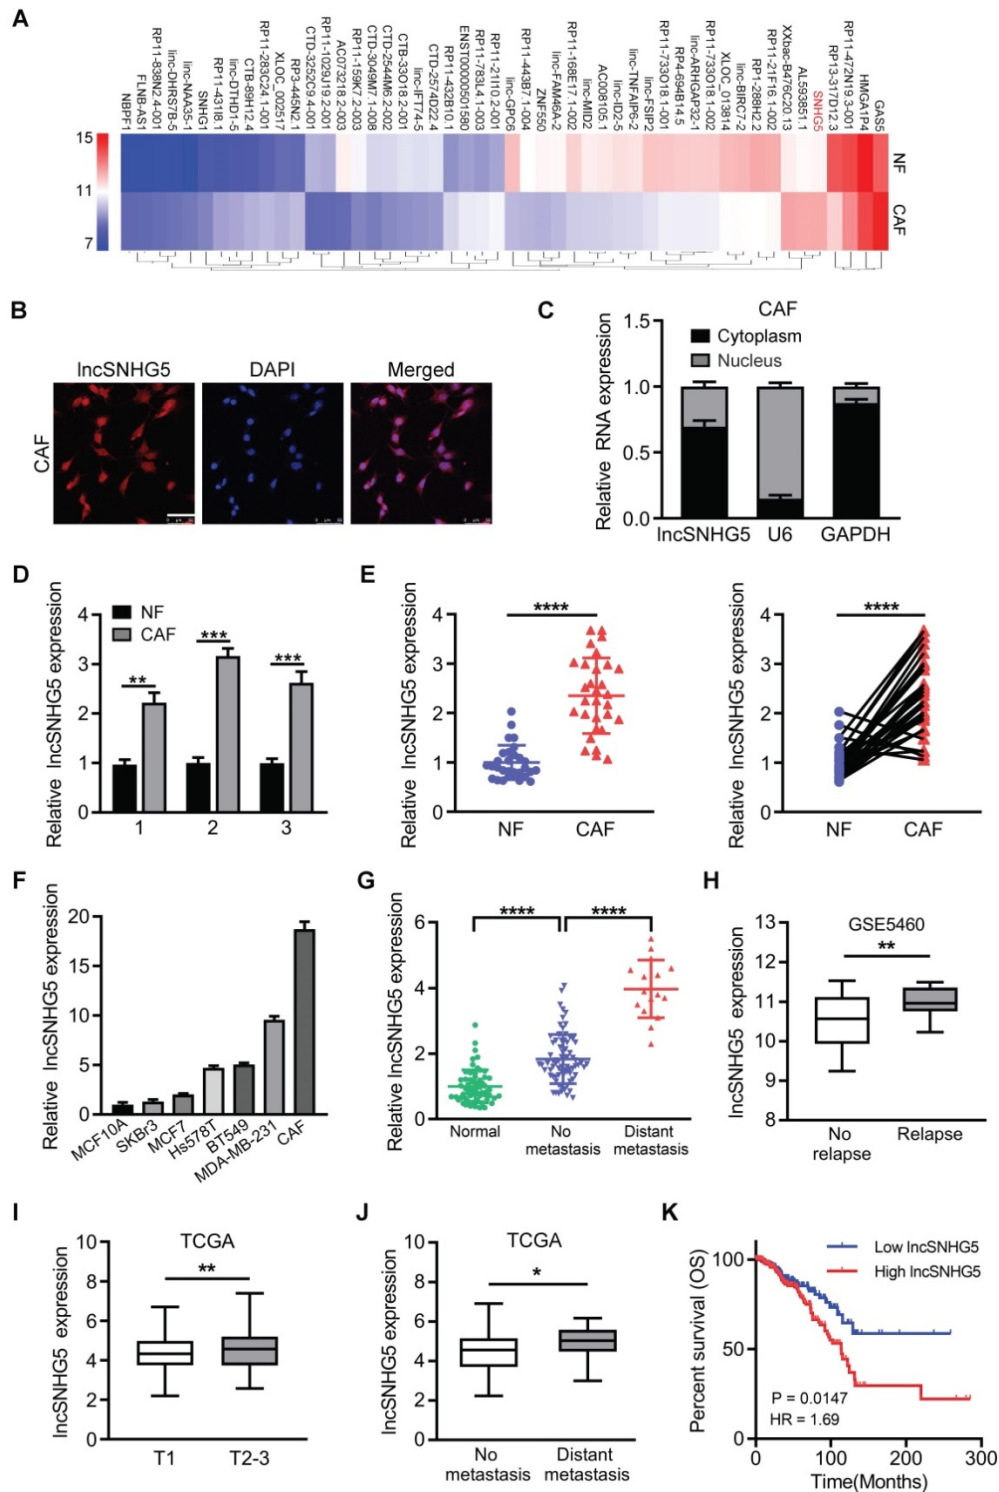 A
NBPF1
FLNB-AS1
RP11-838N2.4-001
linc-DHRS7B-5
linc-NAA35-1
SNHG1
RP11-431I8.1
linc-DTHD1-5
CTB-89H12.4
RP11-283C24.1-001
XLOC_002517
RP3-445N2.1
CTD-3252C9.4-001
RP11-1029J19.2-001
AC073218.2-003
RP11-159K7.2-003
CTD-3049M7.1-008
CTD-2544M6.2-002
CTB-33O18.2-001
linc-IFT74-5
CTD-2574D22.4
RP11-432B10.1
ENST00000501580
RP11-783L4.1-003
RP11-21I10.2-001
linc-GPC6
RP11-443B7.1-004
ZNF550
linc-FAM46A-2
RP11-168E17.1-002
linc-MID2
AC008105.1
linc-ID2-5
linc-TNFAIP6-2
linc-FSIP2
RP11-733O18.1-001
RP4-694B14.5
linc-ARHGAP32-1
RP11-733O18.1-002
XLOC_013814
linc-BIRC7-2
RP1-288H2.2
RP11-21F16.1-002
XXbac-B476C20.13
AL593851.1
SNHG5
RP13-317D12.3
RP11-472N19.3-001
HMGA1P4
GAS5
15
11
7
NF
CAF
B
lncSNHG5 DAPI Merged
CAF
C
CAF
Cytoplasm
Nucleus
Relative RNA expression
1.5
1.0
0.5
0.0
lncSNHG5 U6 GAPDH
D
Relative lncSNHG5 expression
NF
CAF
4
3
2
1
0
**
***
***
1 2 3
E
Relative lncSNHG5 expression
4
3
2
1
0
****
NF CAF
Relative lncSNHG5 expression
4
3
2
1
0
****
NF CAF
F
Relative lncSNHG5 expression
20
15
10
5
0
MCF10A
SKBr3
MCF7
Hs578T
BT549
MDA-MB-231
CAF
G
Relative lncSNHG5 expression
6
4
2
0
**** ****
Normal No metastasis Distant metastasis
H
GSE5460
lncSNHG5 expression
13
12
11
10
9
8
**
No relapse Relapse
I
TCGA
lncSNHG5 expression
10
8
6
4
2
0
**
T1 T2-3
J
TCGA
lncSNHG5 expression
10
8
6
4
2
0
*
No metastasis Distant metastasis
K
Low lncSNHG5
High lncSNHG5
Percent survival (OS)
100
50
0
P = 0.0147
HR = 1.69
0 100 200 300
Time(Months)